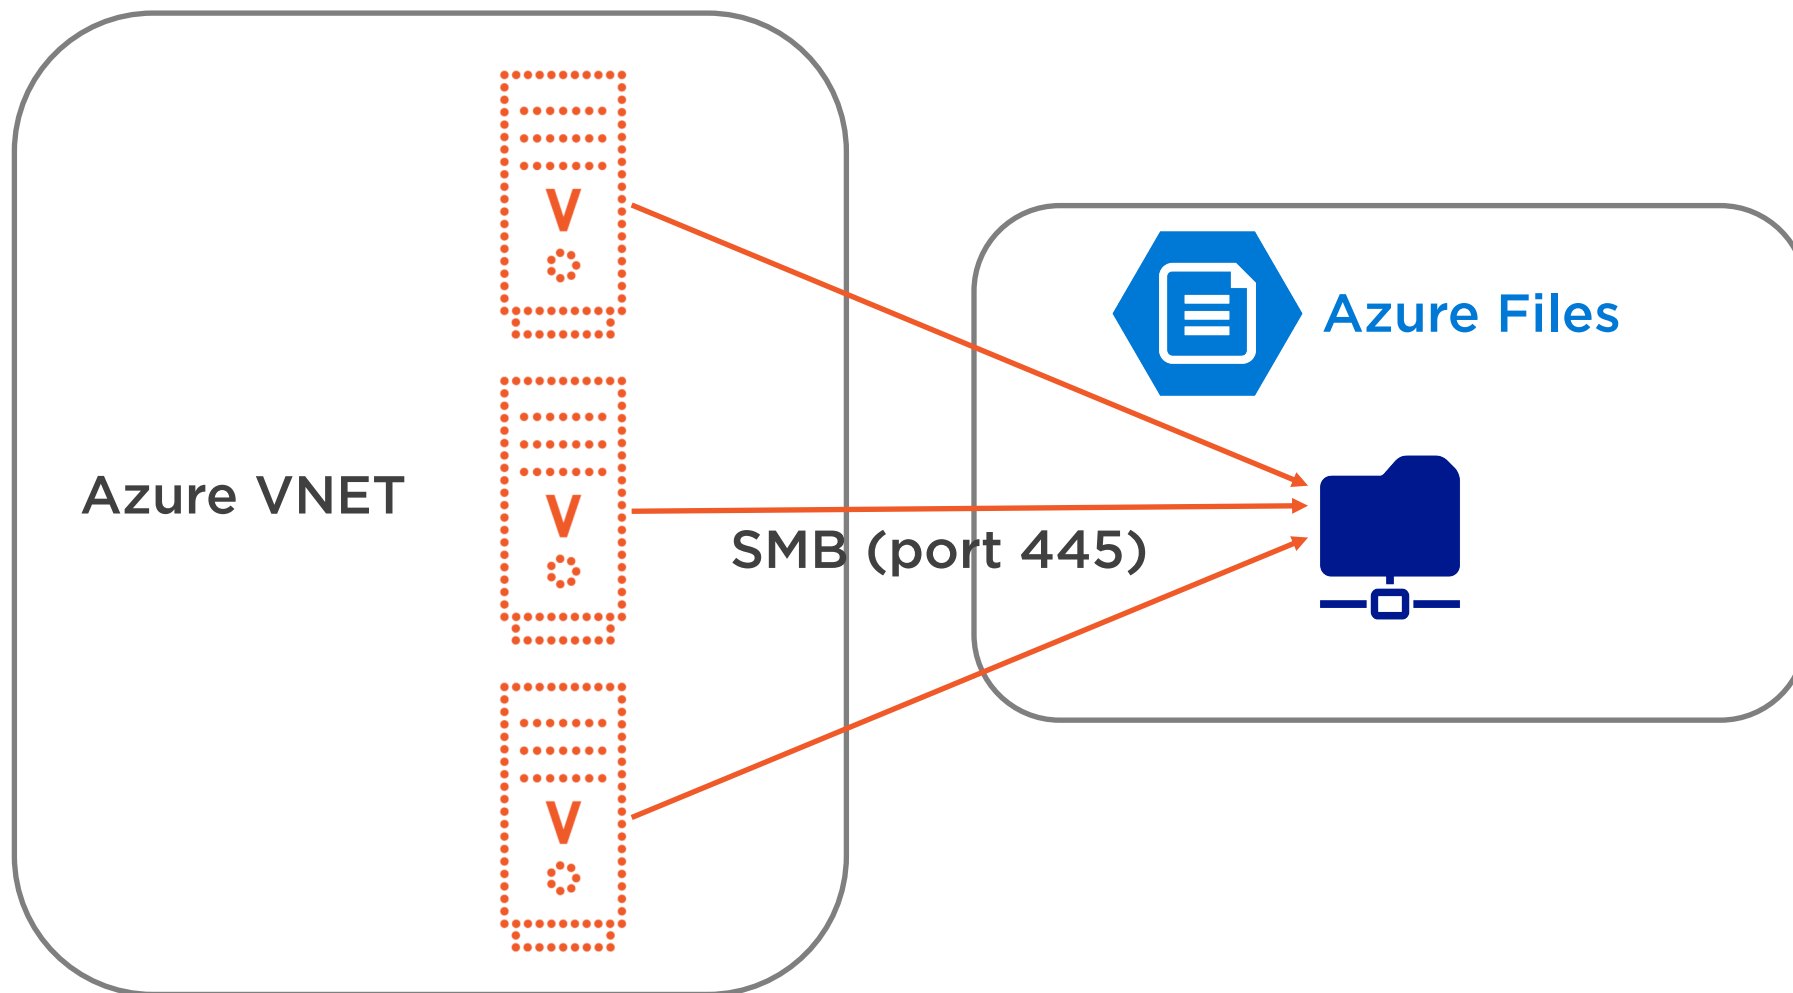 V
Azure Files
V
Azure VNET
SMB (port 445)
V